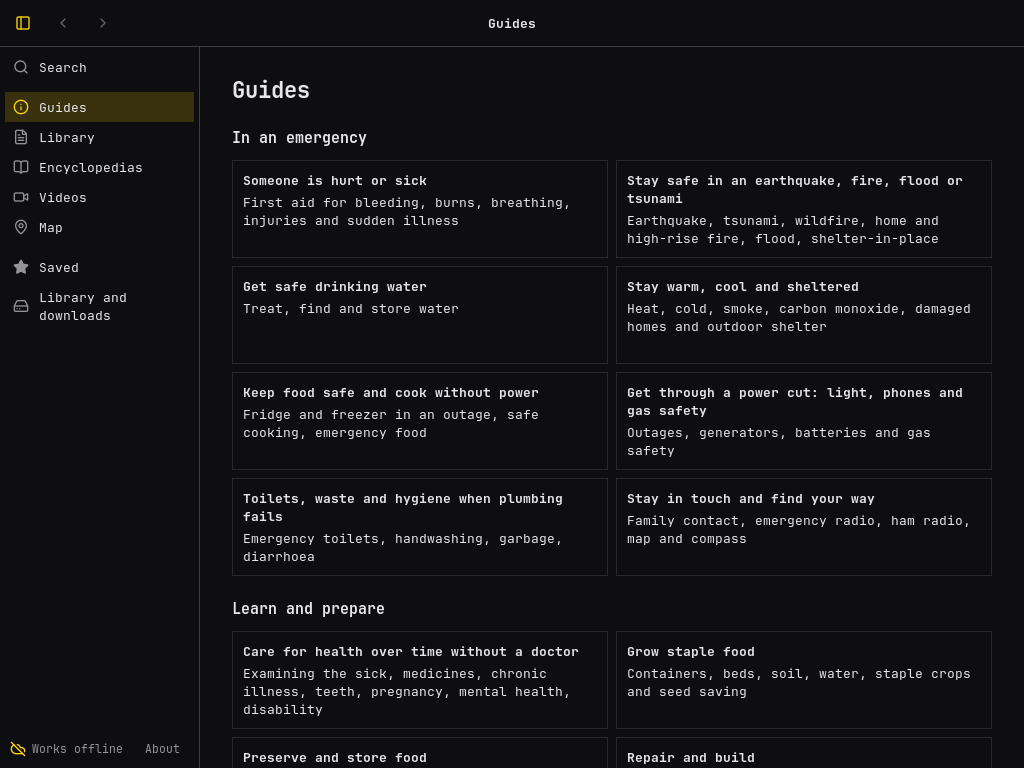 Guides
Search
Guides
Library
Encyclopedias
Videos
Map
Saved
Library and
downloads
Works offline
About
Guides
In an emergency
Someone is hurt or sick
First aid for bleeding, burns, breathing,
injuries and sudden illness
Stay safe in an earthquake, fire, flood or
tsunami
Earthquake, tsunami, wildfire, home and
high-rise fire, flood, shelter-in-place
Get safe drinking water
Treat, find and store water
Stay warm, cool and sheltered
Heat, cold, smoke, carbon monoxide, damaged
homes and outdoor shelter
Keep food safe and cook without power
Fridge and freezer in an outage, safe
cooking, emergency food
Get through a power cut: light, phones and
gas safety
Outages, generators, batteries and gas
safety
Toilets, waste and hygiene when plumbing
fails
Emergency toilets, handwashing, garbage,
diarrhoea
Stay in touch and find your way
Family contact, emergency radio, ham radio,
map and compass
Learn and prepare
Care for health over time without a doctor
Examining the sick, medicines, chronic
illness, teeth, pregnancy, mental health,
disability
Grow staple food
Containers, beds, soil, water, staple crops
and seed saving
Preserve and store food
Repair and build